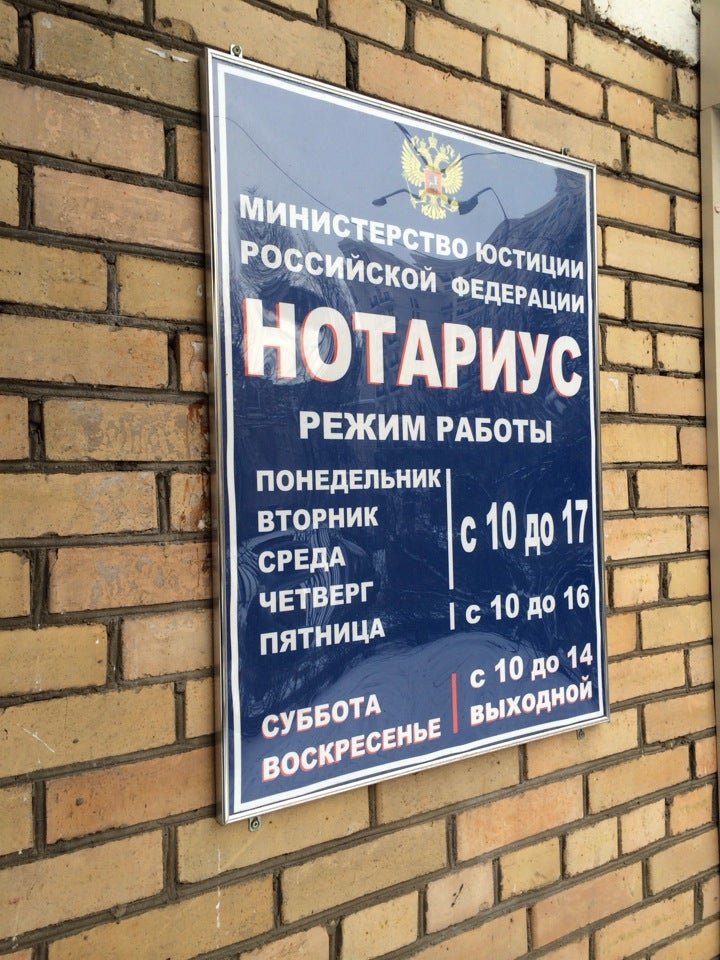 МИНИСТЕРСТВО ЮСТИЦИИ
РОССИЙСКОЙ ФЕДЕРАЦИИ
НОТАРИУС
РЕЖИМ РАБОТЫ
ПОНЕДЕЛЬНИК
ВТОРНИК
СРЕДА
ЧЕТВЕРГ
с 10 до 17
ПЯТНИЦА с 10 до 16
СУББОТА с 10 до 14
ВОСКРЕСЕНЬЕ ВЫХОДНОЙ